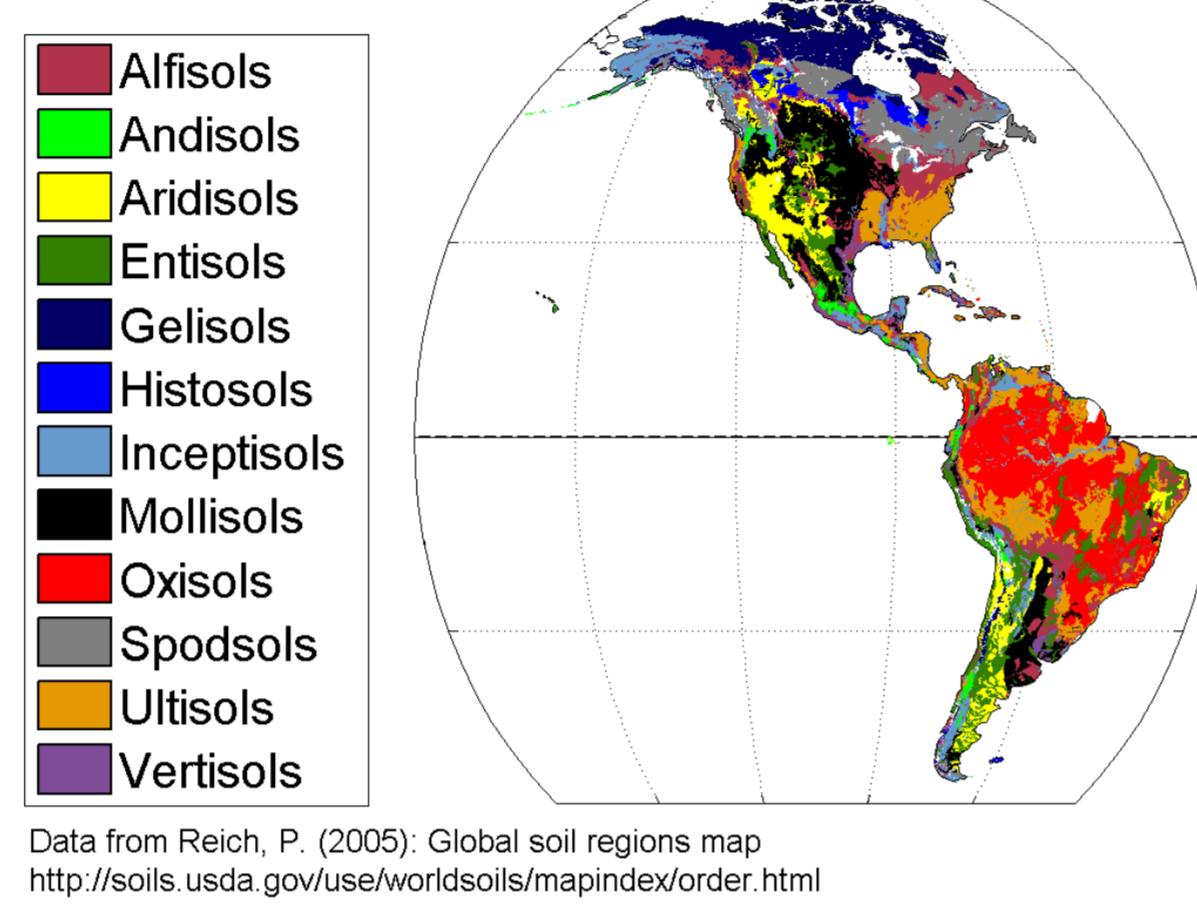 Alfisols
Andisols
Aridisols
Entisols
Gelisols
Histosols
Inceptisols
Mollisols
Oxisols
Spodsols
Ultisols
Vertisols
Data from Reich, P. (2005): Global soil regions map
http://soils.usda.gov/use/worldsoils/mapindex/order.html